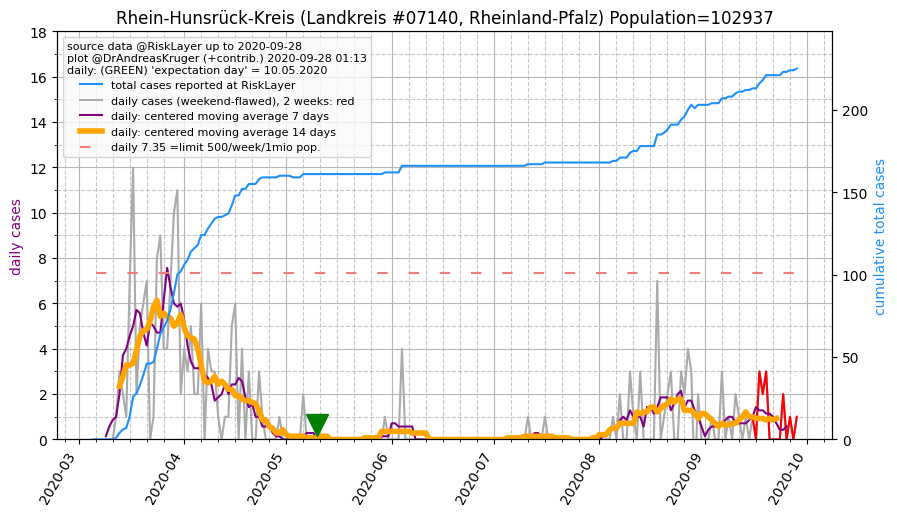 Rhein-Hunsrück-Kreis (Landkreis #07140, Rheinland-Pfalz) Population=102937
source data @RiskLayer up to 2020-09-28
plot @DrAndreasKruger (+contrib.) 2020-09-28 01:13
daily: (GREEN) 'expectation day' = 10.05.2020
total cases reported at RiskLayer
daily cases (weekend-flawed), 2 weeks: red
daily: centered moving average 7 days
daily: centered moving average 14 days
daily 7.35 =limit 500/week/1mio pop.
daily cases
18
16
14
12
10
8
6
4
2
0
cumulative total cases
200
150
100
50
0
2020-03
2020-04
2020-05
2020-06
2020-07
2020-08
2020-09
2020-10